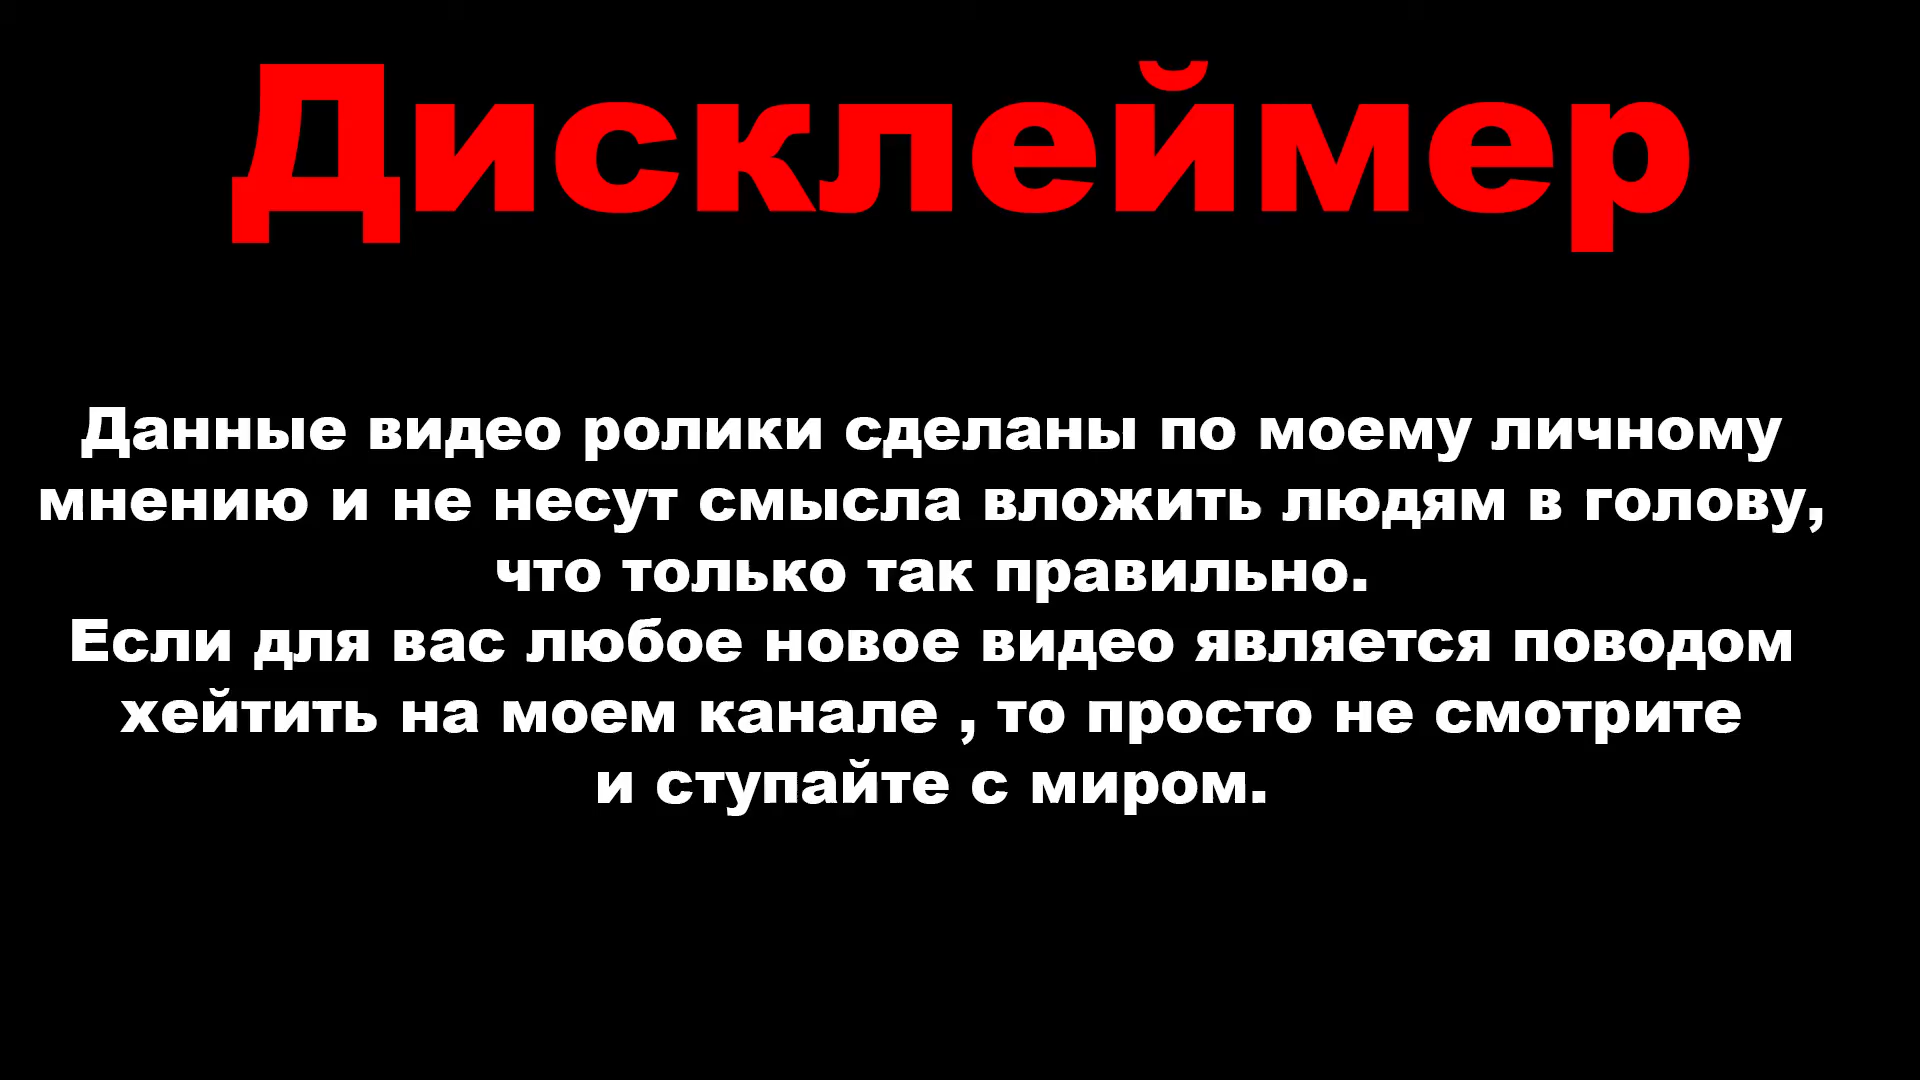 Дисклеймер
Данные видео ролики сделаны по моему личному
мнению и не несут смысла вложить людям в голову,
что только так правильно.
Если для вас любое новое видео является поводом
хейтить на моем канале , то просто не смотрите
и ступайте с миром.